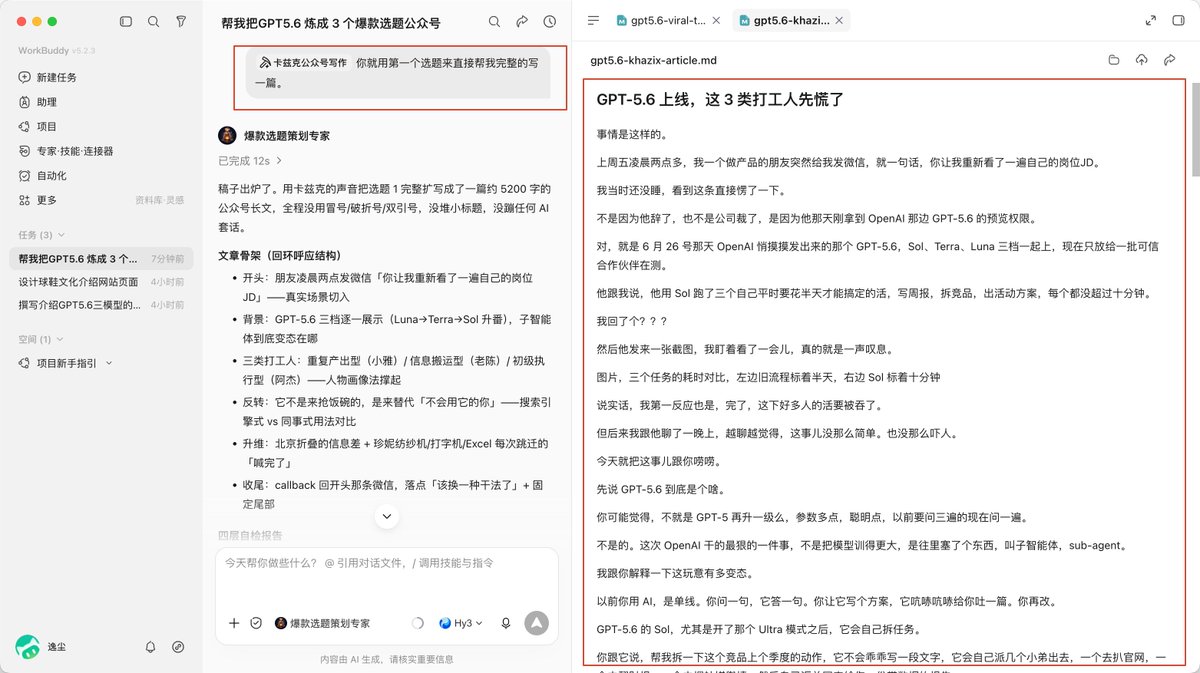 WorkBuddy v5.2.3
新建任务
助理
项目
专家·技能·连接器
自动化
更多
资料库·灵感
任务 (3)
帮我把GPT5.6 炼成 3 个...
7分钟前
设计球鞋文化介绍网站页面
4小时前
撰写介绍GPT5.6三模型的...
4小时前
空间 (1)
项目新手指引
逸尘
帮我把GPT5.6 炼成 3 个爆款选题公众号
卡兹克公众号写作 你就用第一个选题来直接帮我完整的写
一篇。
爆款选题策划专家
已完成 12s
稿子出炉了。用卡兹克的声音把选题 1 完整扩写成了一篇约 5200 字的
公众号长文，全程没用冒号/破折号/双引号，没堆小标题，没蹦任何 AI
套话。
文章骨架（回环呼应结构）
• 开头：朋友凌晨两点发微信「你让我重新看了一遍自己的岗位
JD」——真实场景切入
• 背景：GPT-5.6 三档逐一展示（Luna→Terra→Sol 升番），子智能
体到底变态在哪
• 三类打工人：重复产出型（小雅）/ 信息搬运型（老陈）/ 初级执
行型（阿杰）——人物画像法撑起
• 反转：它不是来抢饭碗的，是来替代「不会用它的你」——搜索引
擎式 vs 同事式用法对比
• 升维：北京折叠的信息差 + 珍妮纺纱机/打字机/Excel 每次跳迁的
「喊完了」
• 收尾：callback 回开头那条微信，落点「该换一种干法了」+ 固
定尾部
四层自检报告
今天帮你做些什么？ @ 引用对话文件，/ 调用技能与指令
爆款选题策划专家
Hy3
内容由 AI 生成，请核实重要信息
gpt5.6-viral-t...
gpt5.6-khazi...
gpt5.6-khazix-article.md
GPT-5.6 上线，这 3 类打工人先慌了
事情是这样的。
上周五凌晨两点多，我一个做产品的朋友突然给我发微信，就一句话，你让我重新看了一遍自己的岗位JD。
我当时还没睡，看到这条直接愣了一下。
不是因为他辞了，也不是公司裁了，是因为他那天刚拿到 OpenAI 那边 GPT-5.6 的预览权限。
对，就是 6 月 26 号那天 OpenAI 悄摸摸发出来的那个 GPT-5.6，Sol、Terra、Luna 三档一起上，现在只放给一批可信
合作伙伴在测。
他跟我说，他用 Sol 跑了三个自己平时要花半天才能搞定的活，写周报，拆竞品，出活动方案，每个都没超过十分钟。
我回了个？？？
然后他发来一张截图，我盯着看了一会儿，真的就是一声叹息。
图片，三个任务的耗时对比，左边旧流程标着半天，右边 Sol 标着十分钟
说实话，我第一反应也是，完了，这下好多人的活要被吞了。
但后来我跟他聊了一晚上，越聊越觉得，这事儿没那么简单。也没那么吓人。
今天就把这事儿跟你唠唠。
先说 GPT-5.6 到底是个啥。
你可能觉得，不就是 GPT-5 再升一级么，参数多点，聪明点，以前要问三遍的现在问一遍。
不是的。这次 OpenAI 干的最狠的一件事，不是把模型训得更大，是往里塞了个东西，叫子智能体，sub-agent。
我跟你解释一下这玩意有多变态。
以前你用 AI，是单线。你问一句，它答一句。你让它写个方案，它吭哧吭哧给你吐一篇。你再改。
GPT-5.6 的 Sol，尤其是开了那个 Ultra 模式之后，它会自己拆任务。
你跟它说，帮我拆一下这个竞品上个季度的动作，它不会乖乖写一段文字，它会自己派几个小弟出去，一个去扒官网，一